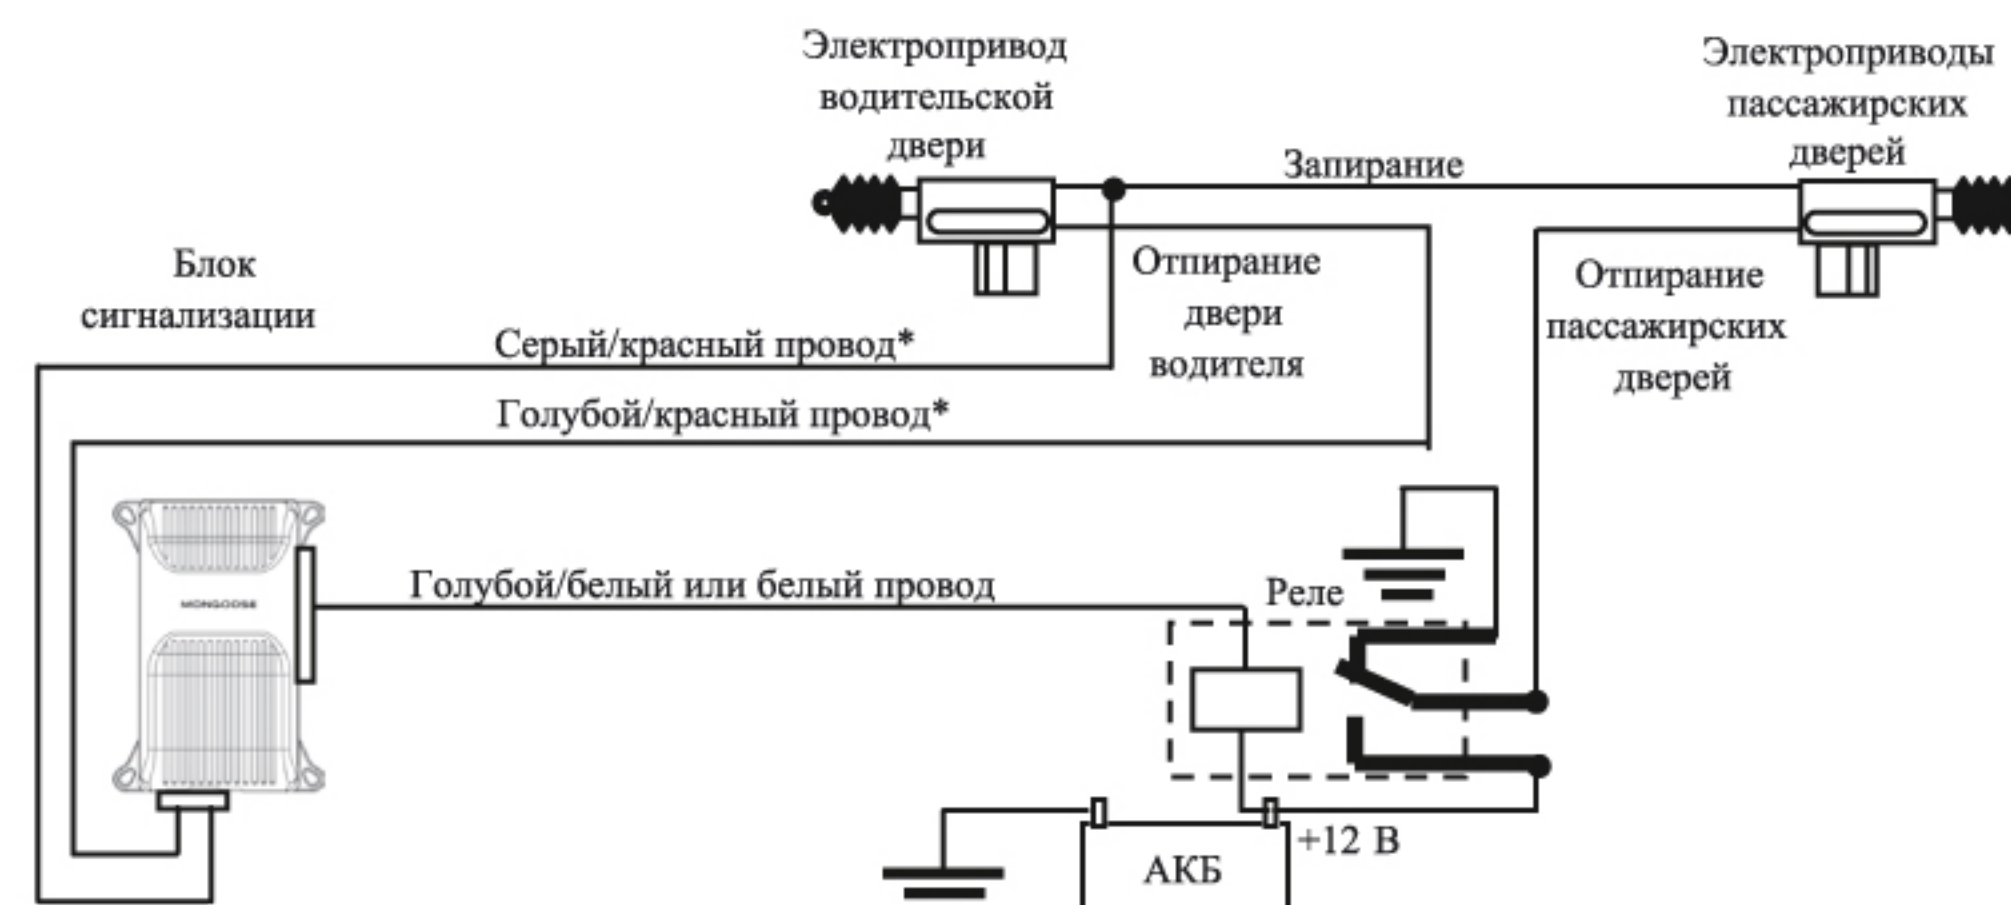 Электропривод
водительской
двери
Электроприводы
пассажирских
дверей
Запирание
Блок
сигнализации
Отпирание
двери
водителя
Отпирание
пассажирских
дверей
Серый/красный провод*
Голубой/красный провод*
MONGOOSE
Голубой/белый или белый провод
Реле
+12 В
АКБ